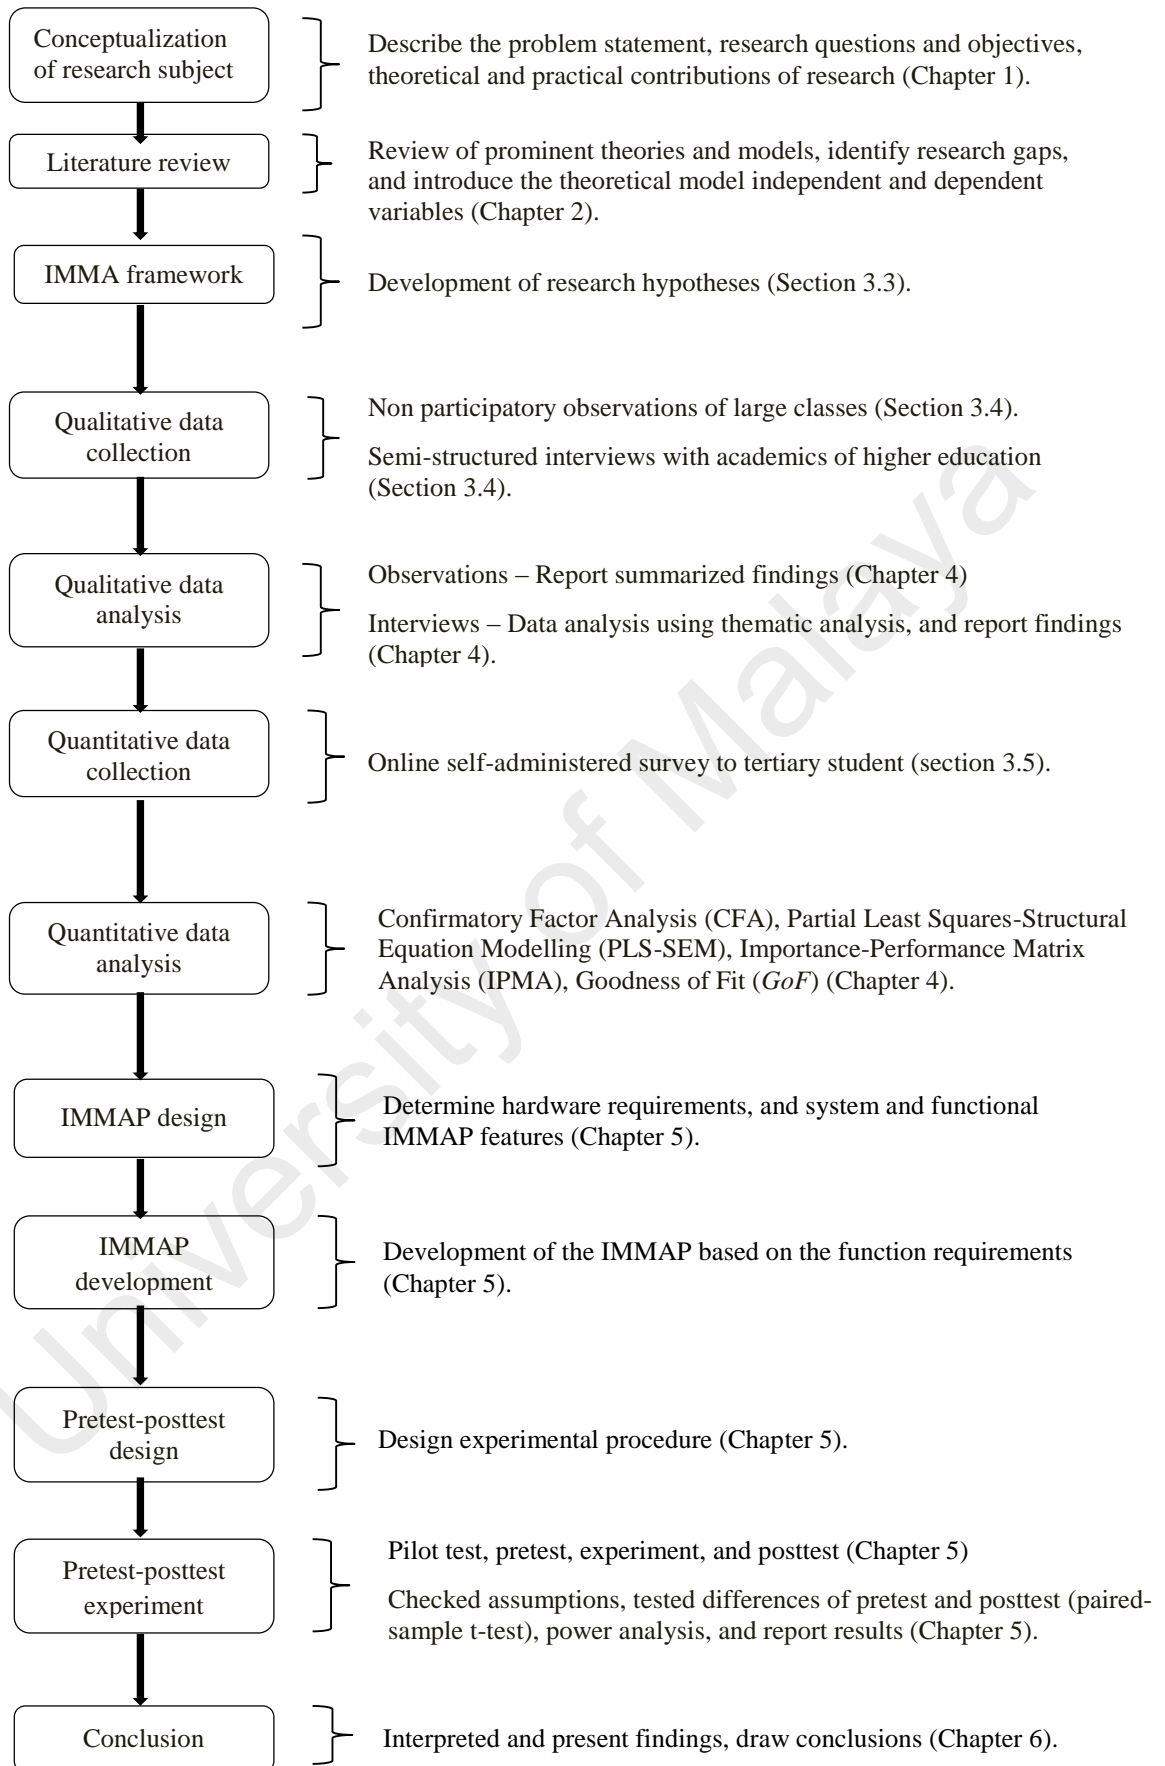 Conceptualization
of research subject
Describe the problem statement, research questions and objectives,
theoretical and practical contributions of research (Chapter 1).
Literature review
Review of prominent theories and models, identify research gaps,
and introduce the theoretical model independent and dependent
variables (Chapter 2).
IMMA framework
Development of research hypotheses (Section 3.3).
Qualitative data
collection
Non participatory observations of large classes (Section 3.4).
Semi-structured interviews with academics of higher education
(Section 3.4).
Qualitative data
analysis
Observations – Report summarized findings (Chapter 4)
Interviews – Data analysis using thematic analysis, and report findings
(Chapter 4).
Quantitative data
collection
Online self-administered survey to tertiary student (section 3.5).
Quantitative data
analysis
Confirmatory Factor Analysis (CFA), Partial Least Squares-Structural
Equation Modelling (PLS-SEM), Importance-Performance Matrix
Analysis (IPMA), Goodness of Fit (GoF) (Chapter 4).
IMMAP design
Determine hardware requirements, and system and functional
IMMAP features (Chapter 5).
IMMAP
development
Development of the IMMAP based on the function requirements
(Chapter 5).
Pretest-posttest
design
Design experimental procedure (Chapter 5).
Pretest-posttest
experiment
Pilot test, pretest, experiment, and posttest (Chapter 5)
Checked assumptions, tested differences of pretest and posttest (paired-
sample t-test), power analysis, and report results (Chapter 5).
Conclusion
Interpreted and present findings, draw conclusions (Chapter 6).
University of Malaya